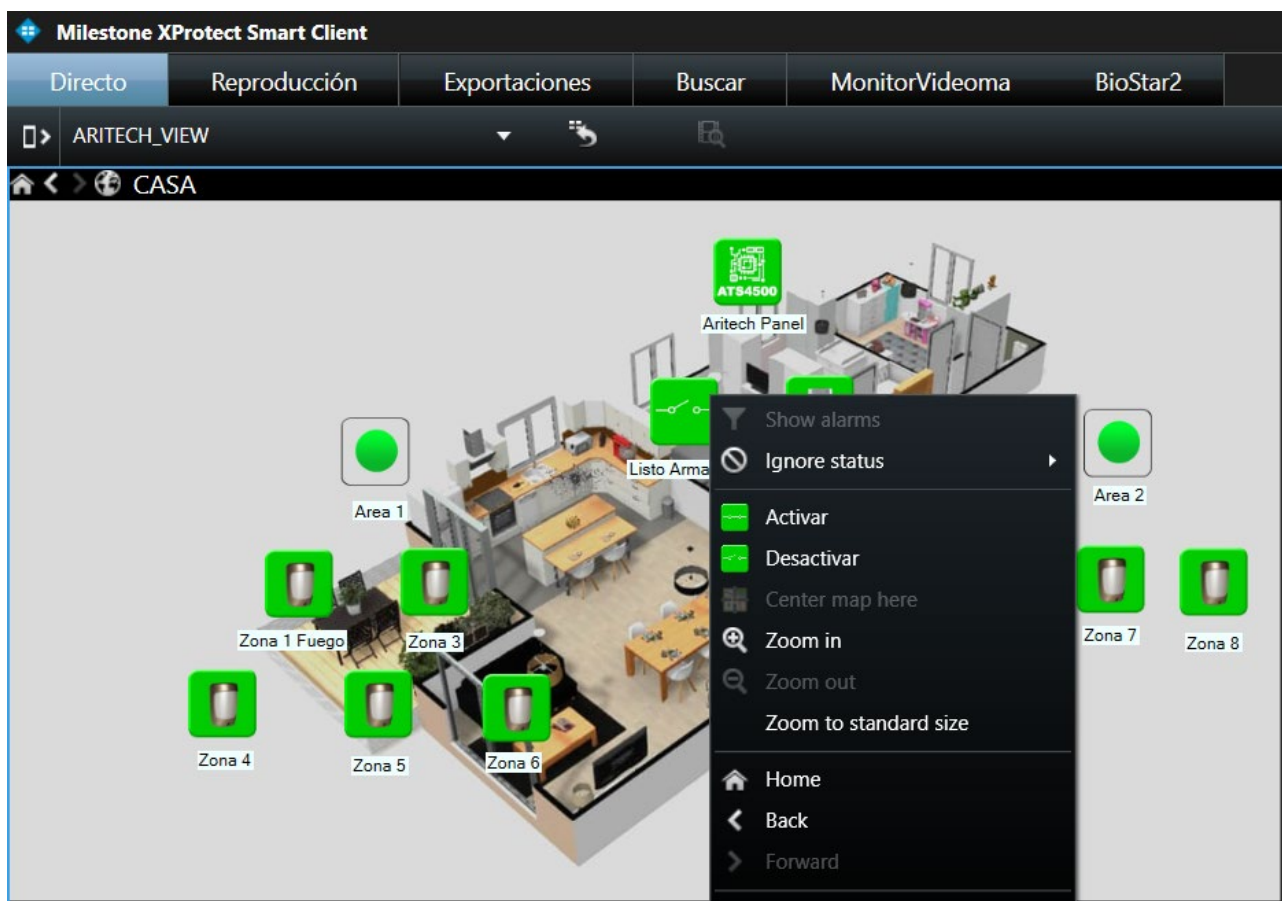 Milestone XProtect Smart Client
Directo Reproducción Exportaciones Buscar MonitorVideoma BioStar2
ARITECH_VIEW
CASA
ATS4500
Aritech Panel
Listo Arma
Area 1
Area 2
Zona 1 Fuego
Zona 3
Zona 7
Zona 8
Zona 4
Zona 5
Zona 6
Show alarms
Ignore status
Activar
Desactivar
Center map here
Zoom in
Zoom out
Zoom to standard size
Home
Back
Forward